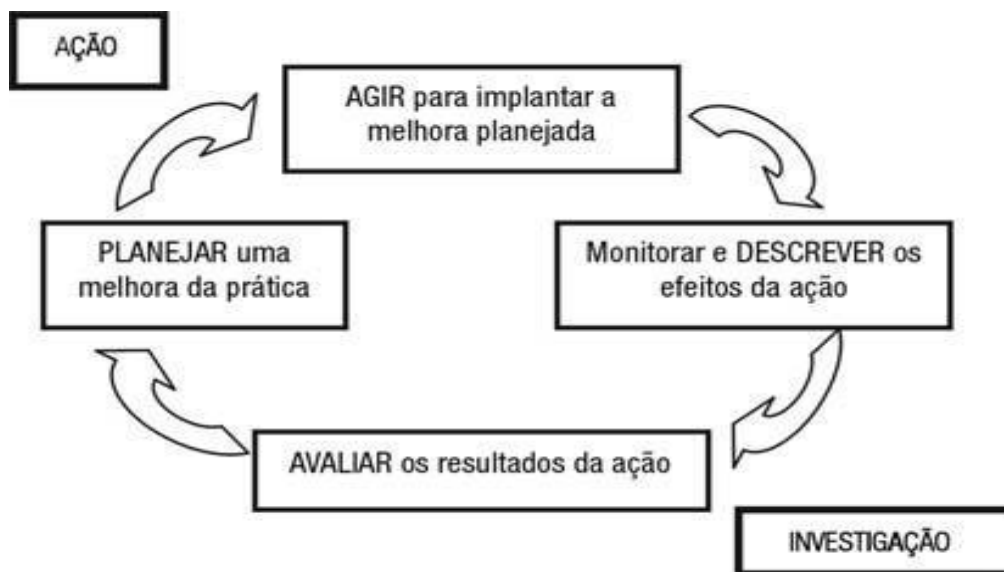 AÇÃO
AGIR para implantar a
melhora planejada
PLANEJAR uma
melhora da prática
Monitorar e DESCREVER os
efeitos da ação
AVALIAR os resultados da ação
INVESTIGAÇÃO